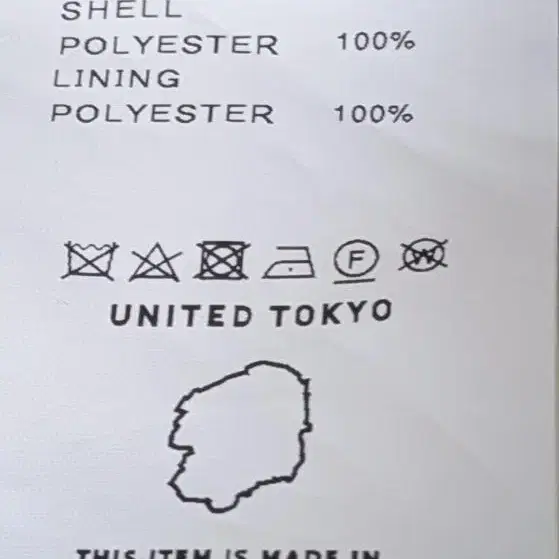 SHELL
POLYESTER 100%
LINING
POLYESTER 100%
F W
UNITED TOKYO
THIS ITEM IS MADE IN